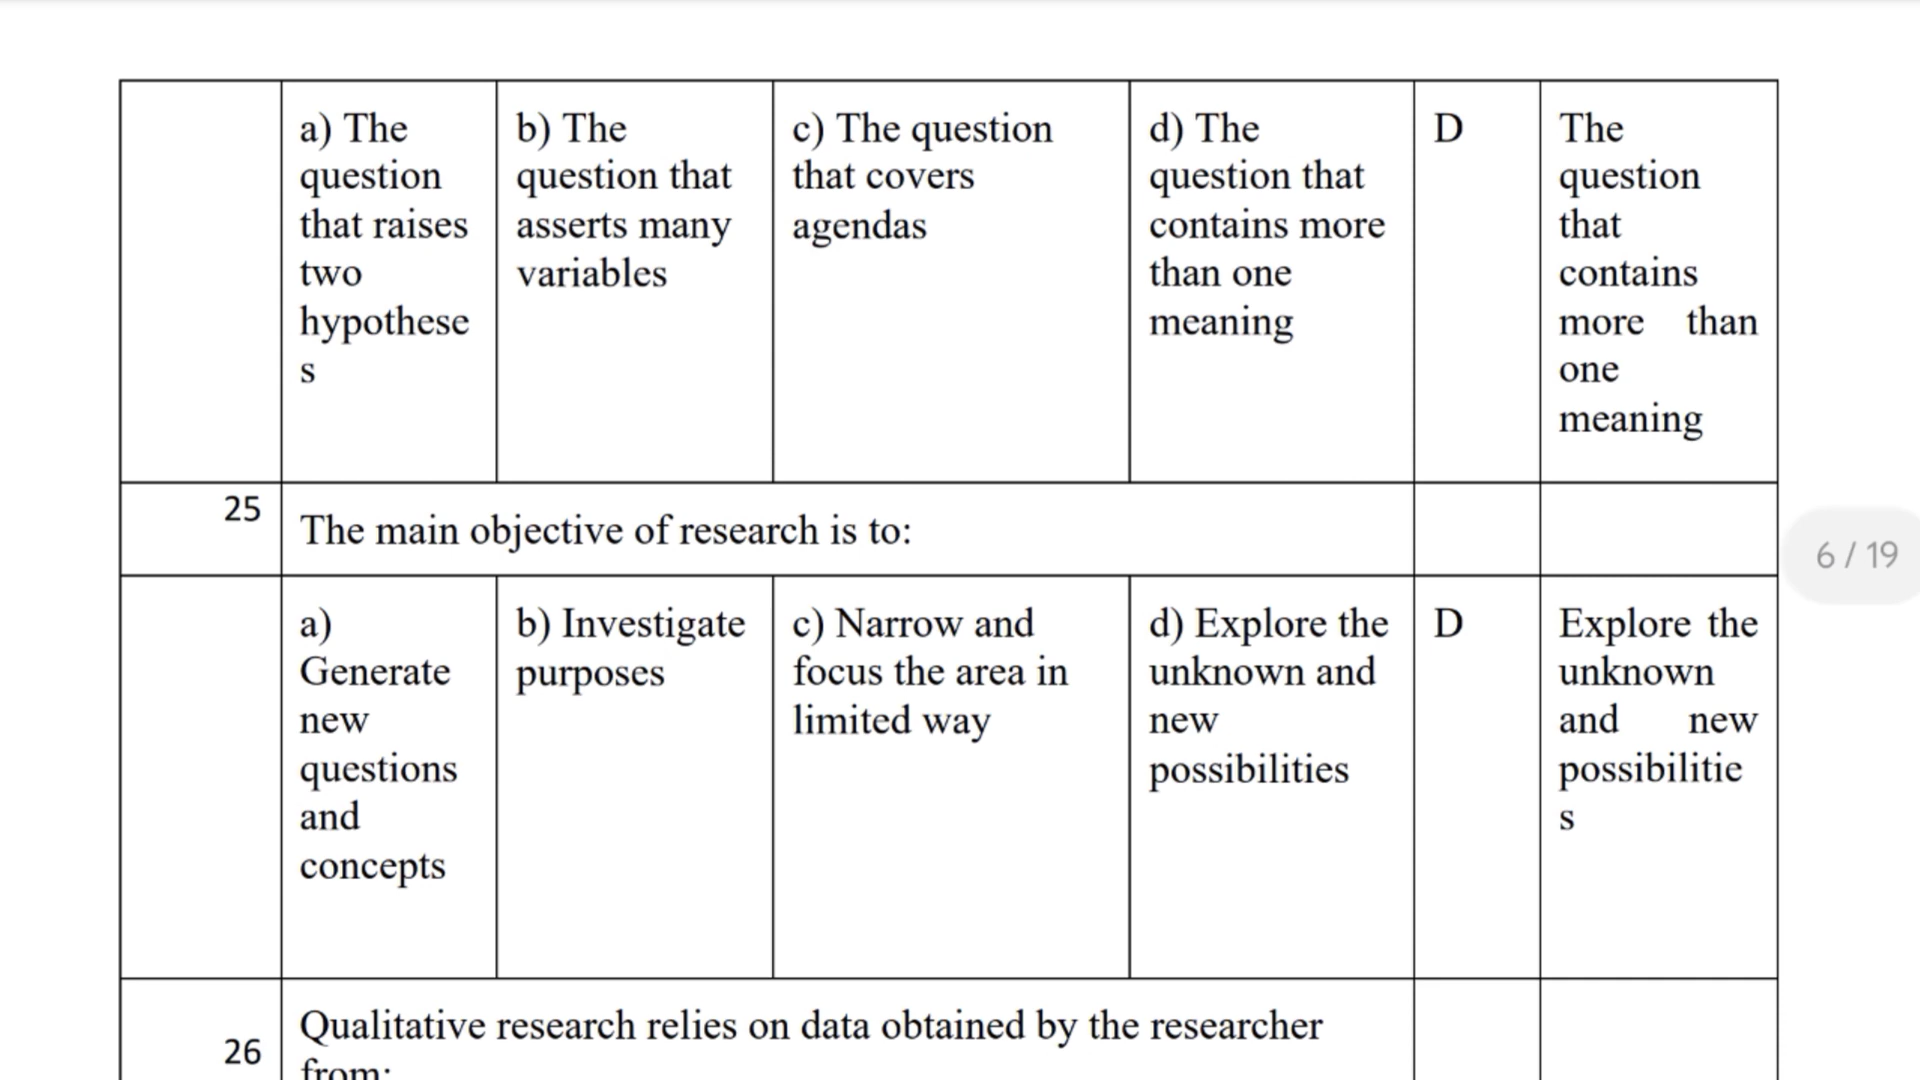 a) The
question
that raises
two
hypothese
s
b) The
question that
asserts many
variables
c) The question
that covers
agendas
d) The
question that
contains more
than one
meaning
D
The
question
that
contains
more than
one
meaning
25
The main objective of research is to:
a)
Generate
new
questions
and
concepts
b) Investigate
purposes
c) Narrow and
focus the area in
limited way
d) Explore the
unknown and
new
possibilities
D
Explore the
unknown
and new
possibilitie
s
6 / 19
26
Qualitative research relies on data obtained by the researcher
from: